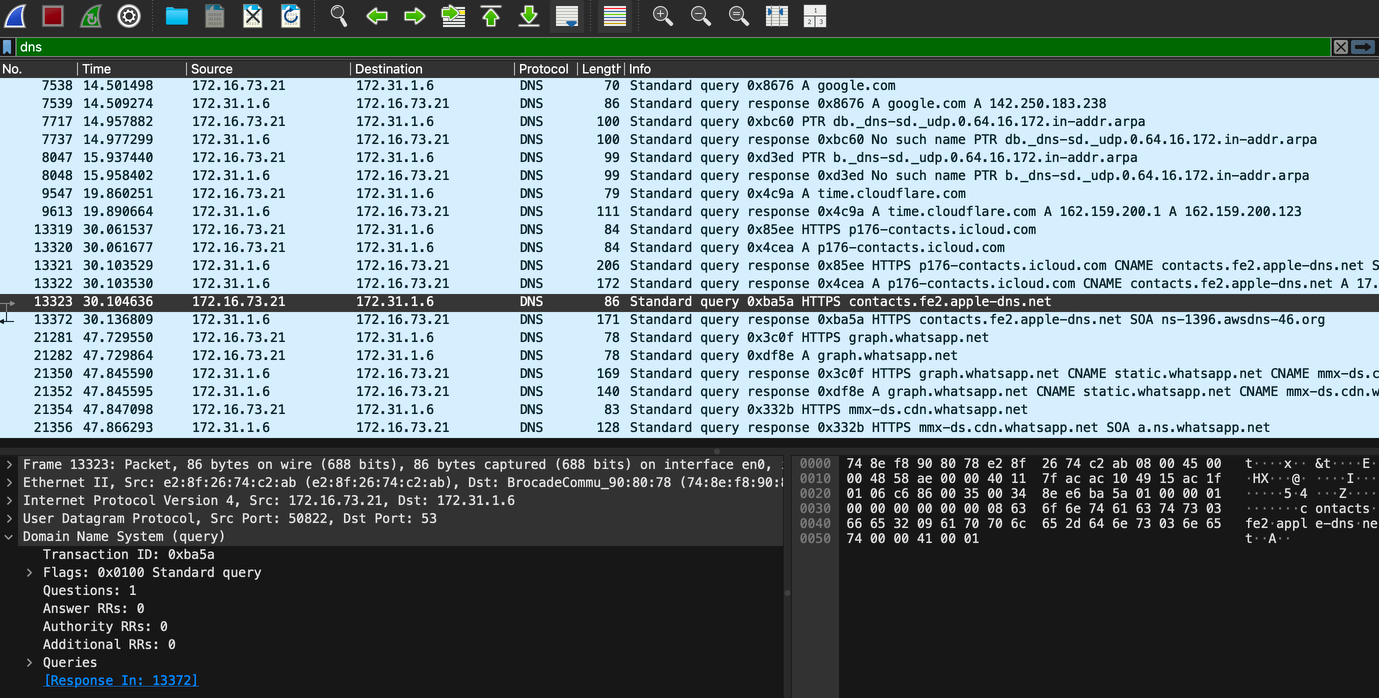 dns
No. Time Source Destination Protocol Length Info
7538 14.501498 172.16.73.21 172.31.1.6 DNS 70 Standard query 0x8676 A google.com
7539 14.509274 172.31.1.6 172.16.73.21 DNS 86 Standard query response 0x8676 A google.com A 142.250.183.238
7717 14.957882 172.16.73.21 172.31.1.6 DNS 100 Standard query 0xbc60 PTR db._dns-sd._udp.0.64.16.172.in-addr.arpa
7737 14.977299 172.31.1.6 172.16.73.21 DNS 100 Standard query response 0xbc60 No such name PTR db._dns-sd._udp.0.64.16.172.in-addr.arpa
8047 15.937440 172.16.73.21 172.31.1.6 DNS 99 Standard query 0xd3ed PTR b._dns-sd._udp.0.64.16.172.in-addr.arpa
8048 15.958402 172.31.1.6 172.16.73.21 DNS 99 Standard query response 0xd3ed No such name PTR b._dns-sd._udp.0.64.16.172.in-addr.arpa
9547 19.860251 172.16.73.21 172.31.1.6 DNS 79 Standard query 0x4c9a A time.cloudflare.com
9613 19.890664 172.31.1.6 172.16.73.21 DNS 111 Standard query response 0x4c9a A time.cloudflare.com A 162.159.200.1 A 162.159.200.123
13319 30.061537 172.16.73.21 172.31.1.6 DNS 84 Standard query 0x85ee HTTPS p176-contacts.icloud.com
13320 30.061677 172.16.73.21 172.31.1.6 DNS 84 Standard query 0x4cea A p176-contacts.icloud.com
13321 30.103529 172.31.1.6 172.16.73.21 DNS 206 Standard query response 0x85ee HTTPS p176-contacts.icloud.com CNAME contacts.fe2.apple-dns.net S
13322 30.103530 172.31.1.6 172.16.73.21 DNS 172 Standard query response 0x4cea A p176-contacts.icloud.com CNAME contacts.fe2.apple-dns.net A 17.
13323 30.104636 172.16.73.21 172.31.1.6 DNS 86 Standard query 0xba5a HTTPS contacts.fe2.apple-dns.net
13372 30.136809 172.31.1.6 172.16.73.21 DNS 171 Standard query response 0xba5a HTTPS contacts.fe2.apple-dns.net SOA ns-1396.awsdns-46.org
21281 47.729550 172.16.73.21 172.31.1.6 DNS 78 Standard query 0x3c0f HTTPS graph.whatsapp.net
21282 47.729864 172.16.73.21 172.31.1.6 DNS 78 Standard query 0xdf8e A graph.whatsapp.net
21350 47.845590 172.31.1.6 172.16.73.21 DNS 169 Standard query response 0x3c0f HTTPS graph.whatsapp.net CNAME static.whatsapp.net CNAME mmx-ds.c
21352 47.845595 172.31.1.6 172.16.73.21 DNS 140 Standard query response 0xdf8e A graph.whatsapp.net CNAME static.whatsapp.net CNAME mmx-ds.cdn.w
21354 47.847098 172.16.73.21 172.31.1.6 DNS 83 Standard query 0x332b HTTPS mmx-ds.cdn.whatsapp.net
21356 47.866293 172.31.1.6 172.16.73.21 DNS 128 Standard query response 0x332b HTTPS mmx-ds.cdn.whatsapp.net SOA a.ns.whatsapp.net
Frame 13323: Packet, 86 bytes on wire (688 bits), 86 bytes captured (688 bits) on interface en0,
Ethernet II, Src: e2:8f:26:74:c2:ab (e2:8f:26:74:c2:ab), Dst: BrocadeCommu_90:80:78 (74:8e:f8:90:8
Internet Protocol Version 4, Src: 172.16.73.21, Dst: 172.31.1.6
User Datagram Protocol, Src Port: 50822, Dst Port: 53
Domain Name System (query)
Transaction ID: 0xba5a
Flags: 0x0100 Standard query
Questions: 1
Answer RRs: 0
Authority RRs: 0
Additional RRs: 0
Queries
[Response In: 13372]
0000 74 8e f8 90 80 78 e2 8f 26 74 c2 ab 08 00 45 00 t····x·· &t····E·
0010 00 48 58 ae 00 00 40 11 7f ac ac 10 49 15 ac 1f ·HX···@· ····I···
0020 01 06 c6 86 00 35 00 34 8e e6 ba 5a 01 00 00 01 ·····5·4 ···Z····
0030 00 00 00 00 00 00 08 63 6f 6e 74 61 63 74 73 03 ·······c ontacts·
0040 66 65 32 09 61 70 70 6c 65 2d 64 6e 73 03 6e 65 fe2·appl e-dns·ne
0050 74 00 00 41 00 01 t··A··